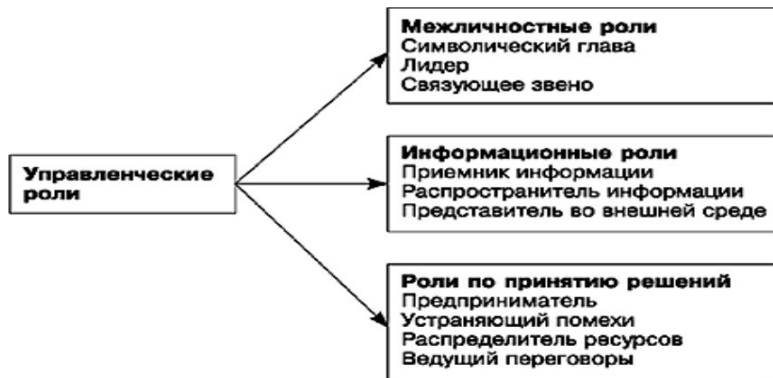 Управленческие
роли
Межличностные роли
Символический глава
Лидер
Связующее звено
Информационные роли
Приемник информации
Распространитель информации
Представитель во внешней среде
Роли по принятию решений
Предприниматель
Устраняющий помехи
Распределитель ресурсов
Ведущий переговоры